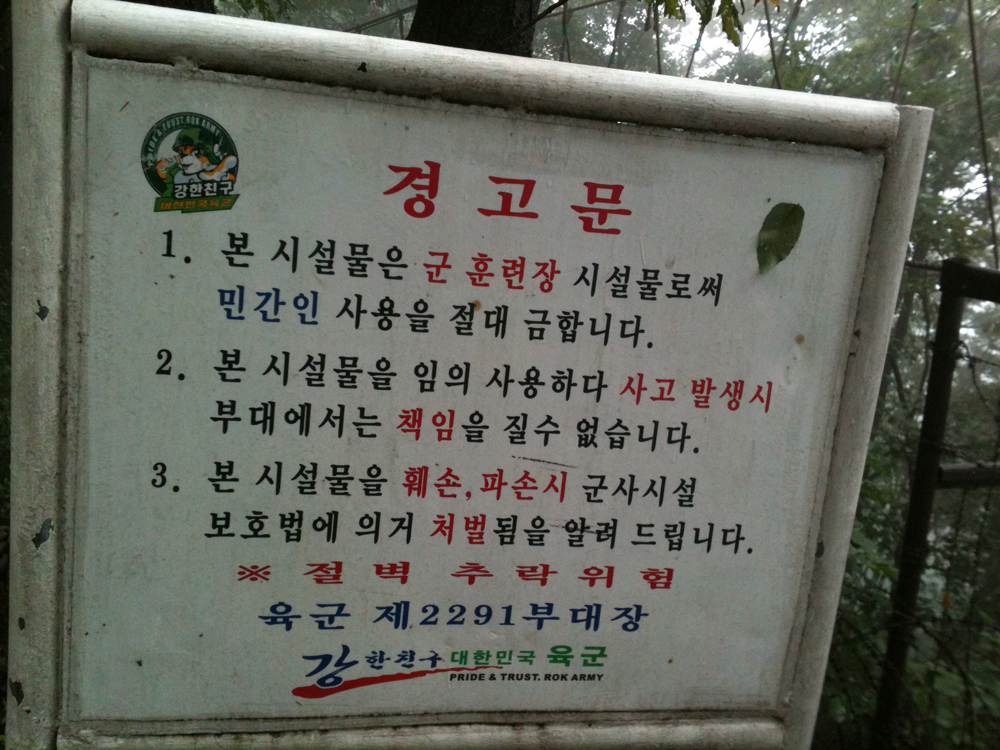 PRIDE & TRUST. ROK ARMY
강한친구
대한민국육군
경고문
1. 본 시설물은 군 훈련장 시설물로써
민간인 사용을 절대 금합니다.
2. 본 시설물을 임의 사용하다 사고 발생시
부대에서는 책임을 질수 없습니다.
3. 본 시설물을 훼손, 파손시 군사시설
보호법에 의거 처벌됨을 알려 드립니다.
※ 절벽 추락위험
육군 제2291부대장
강한친구 대한민국 육군
PRIDE & TRUST. ROK ARMY